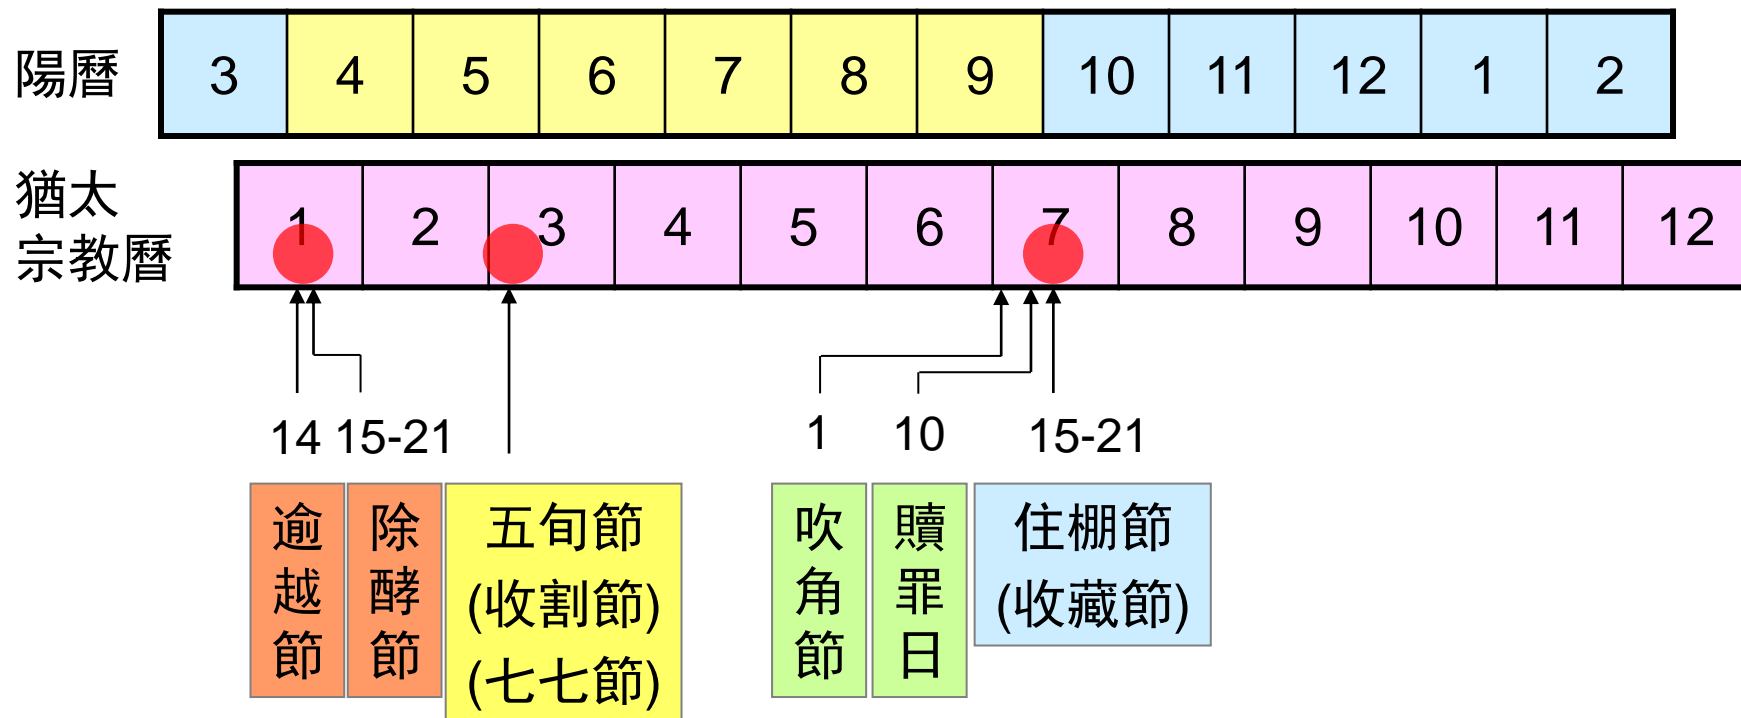 陽曆 3 4 5 6 7 8 9 10 11 12 1 2
猶太
宗教曆
1 2 3 4 5 6 7 8 9 10 11 12
14 15-21 1 10 15-21
逾越節
除酵節
五旬節
(收割節)
(七七節)
吹角節
贖罪日
住棚節
(收藏節)